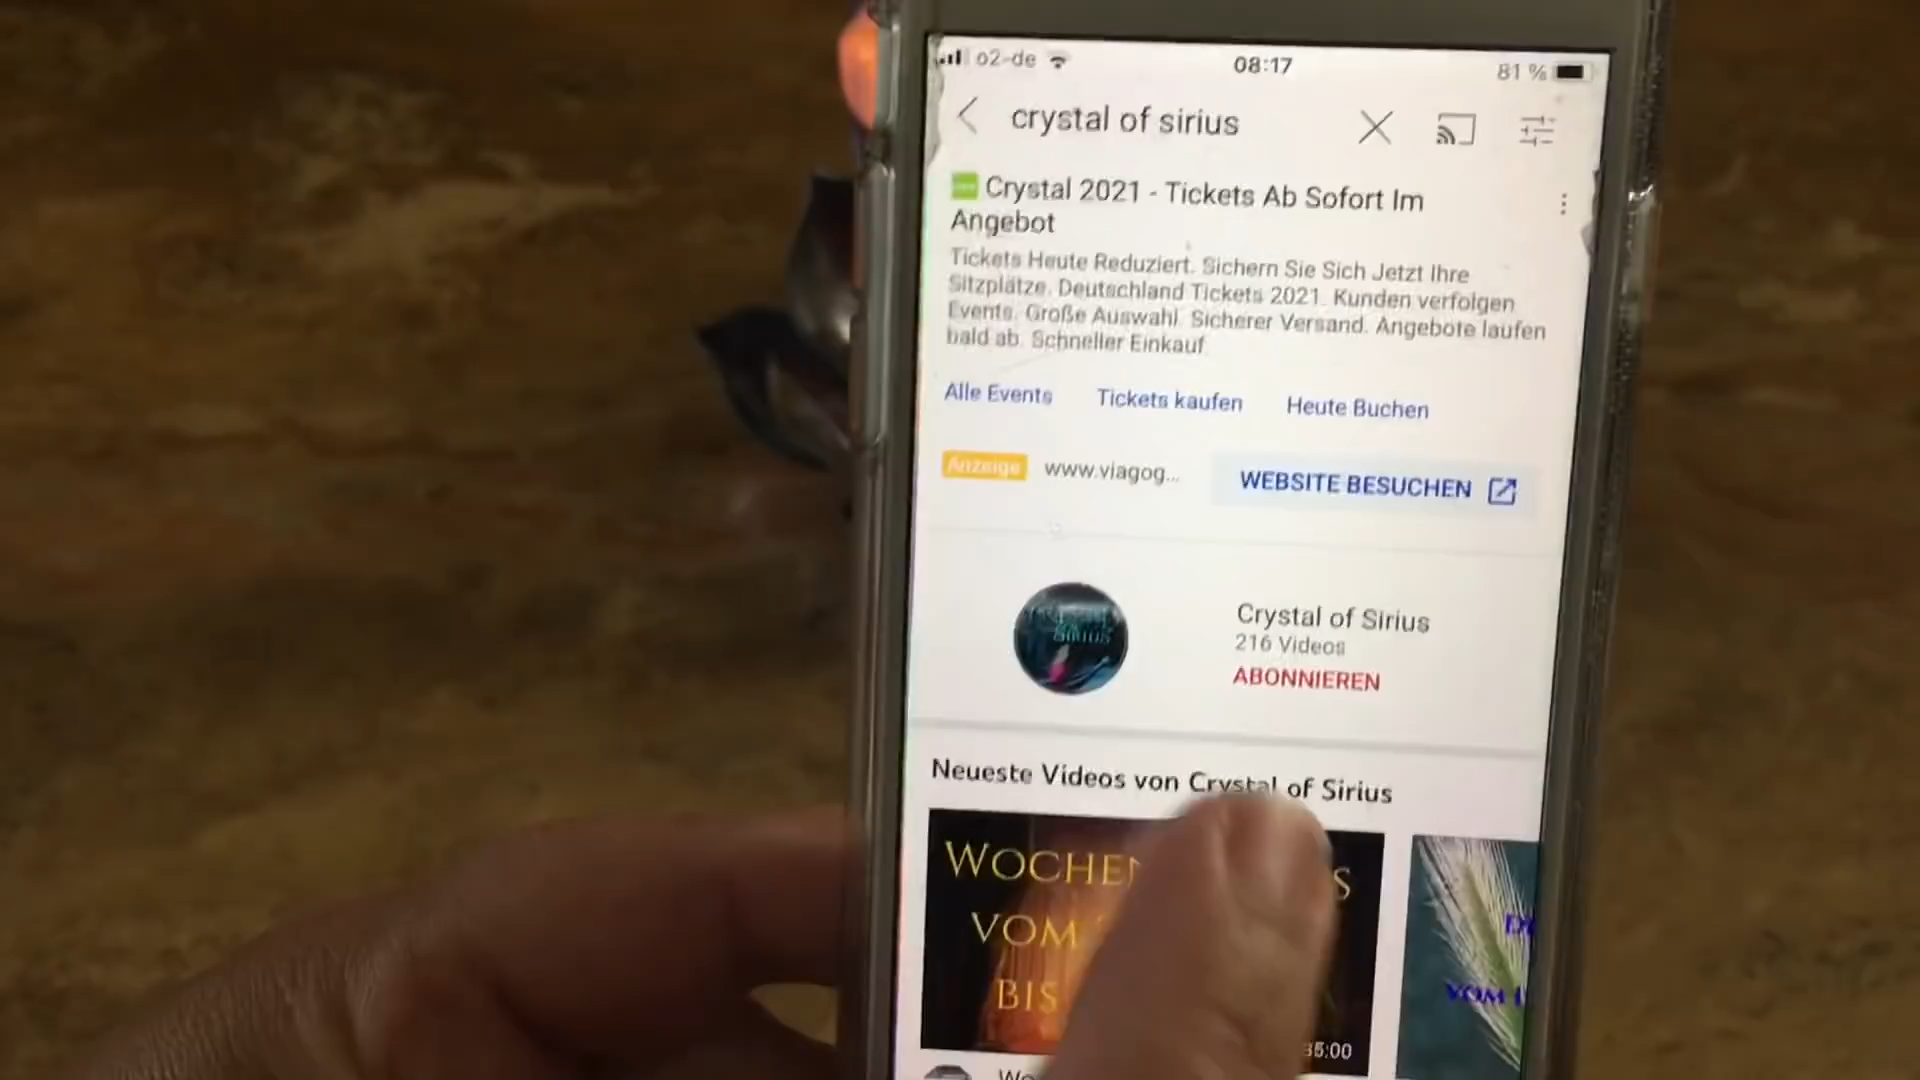 o2-de 08:17 81 %
crystal of sirius
Crystal 2021 - Tickets Ab Sofort Im
Angebot
Tickets Heute Reduziert. Sichern Sie Sich Jetzt Ihre
Sitzplätze. Deutschland Tickets 2021. Kunden verfolgen
Events. Große Auswahl. Sicherer Versand. Angebote laufen
bald ab. Schneller Einkauf
Alle Events Tickets kaufen Heute Buchen
Anzeige www.viagog... WEBSITE BESUCHEN
Sirius
Crystal of Sirius
216 Videos
ABONNIEREN
Neueste Videos von Crystal of Sirius
VOM
BIS
VOM
35:00